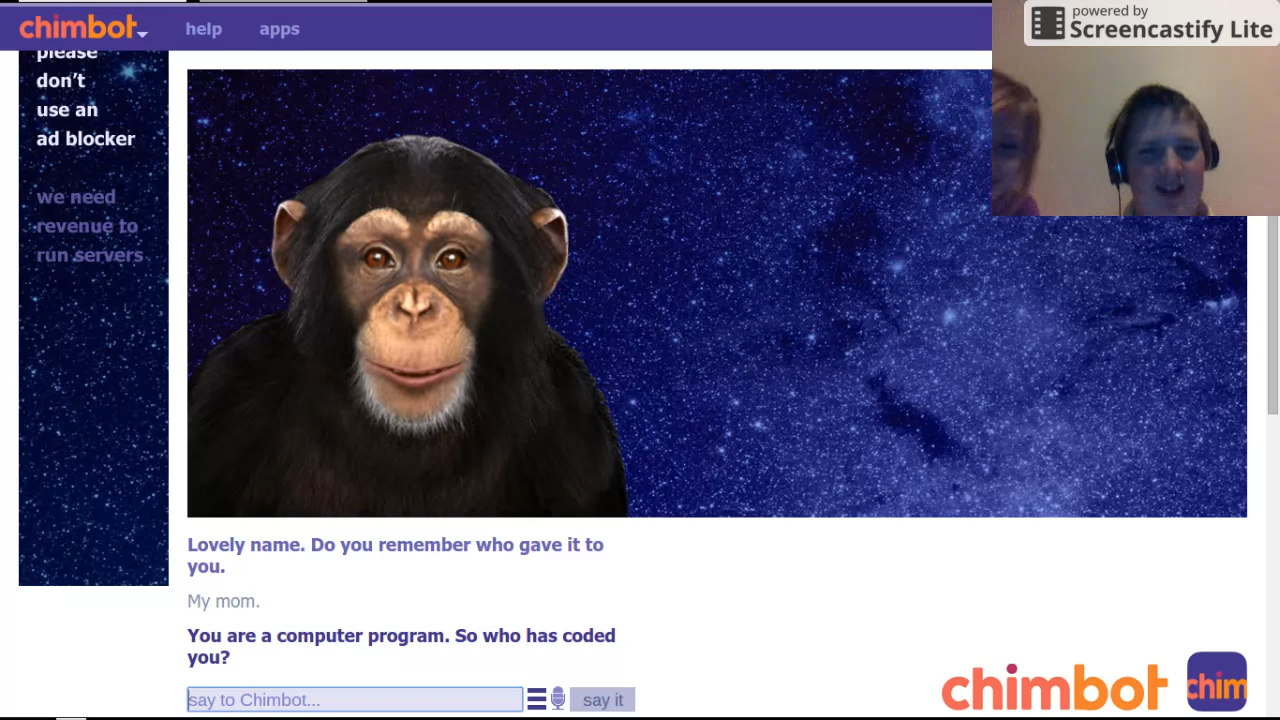 chimbot
help
apps
powered by
Screencastify Lite
please
don't
use an
ad blocker
we need
revenue to
run servers
Lovely name. Do you remember who gave it to
you.
My mom.
You are a computer program. So who has coded
you?
say to Chimbot...
say it
chimbot
chim